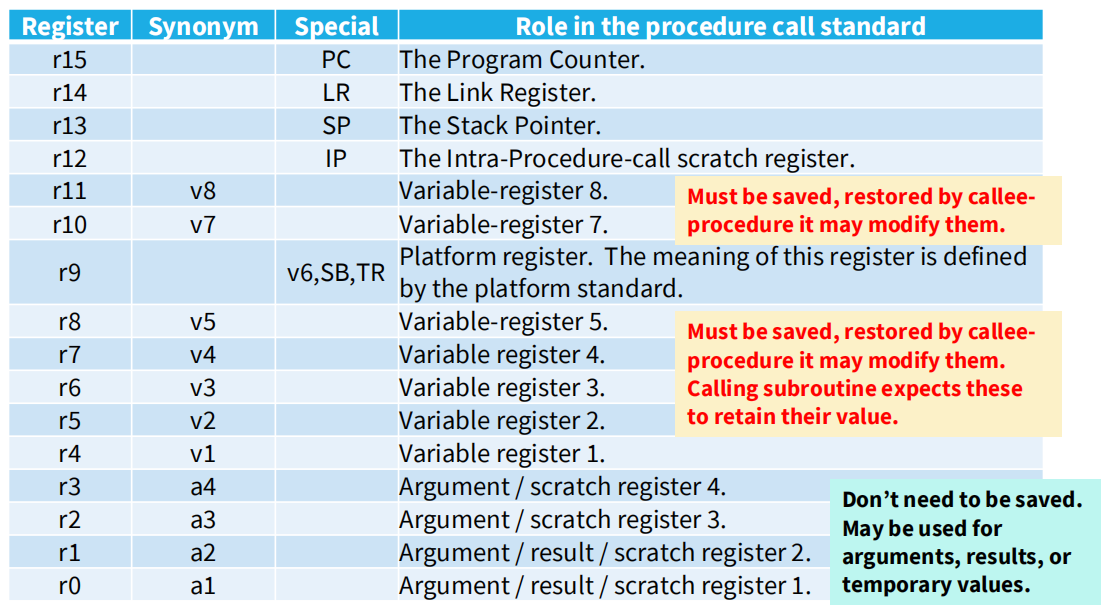 Register Synonym Special Role in the procedure call standard
r15 PC The Program Counter.
r14 LR The Link Register.
r13 SP The Stack Pointer.
r12 IP The Intra-Procedure-call scratch register.
r11 v8 Variable-register 8.
r10 v7 Variable-register 7.
Must be saved, restored by callee-
procedure it may modify them.
r9 v6,SB,TR Platform register. The meaning of this register is defined
by the platform standard.
r8 v5 Variable-register 5.
r7 v4 Variable register 4.
r6 v3 Variable register 3.
r5 v2 Variable register 2.
r4 v1 Variable register 1.
Must be saved, restored by callee-
procedure it may modify them.
Calling subroutine expects these
to retain their value.
r3 a4 Argument / scratch register 4.
r2 a3 Argument / scratch register 3.
r1 a2 Argument / result / scratch register 2.
r0 a1 Argument / result / scratch register 1.
Don’t need to be saved.
May be used for
arguments, results, or
temporary values.